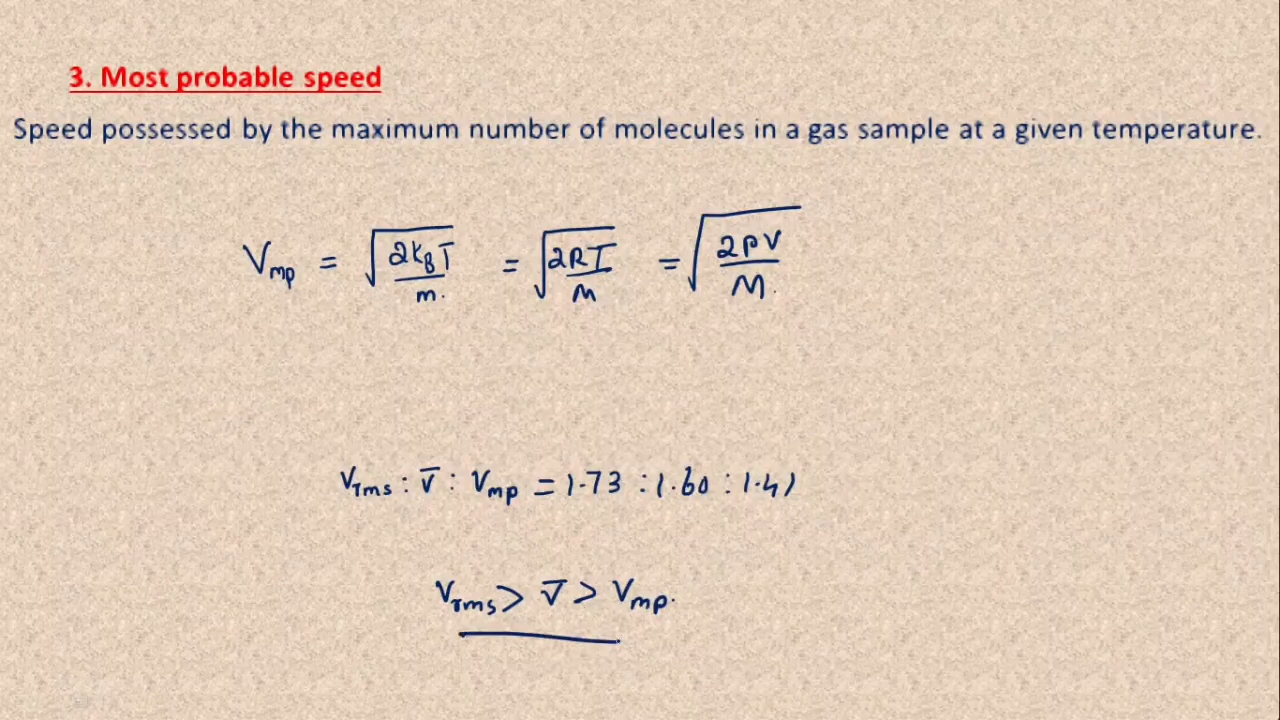 3. Most probable speed
Speed possessed by the maximum number of molecules in a gas sample at a given temperature.
Vmp = √(2kBT/m) = √(2RT/M) = √(2PV/M)
Vrms : v̅ : Vmp = 1.73 : 1.60 : 1.41
Vrms > v̅ > Vmp.